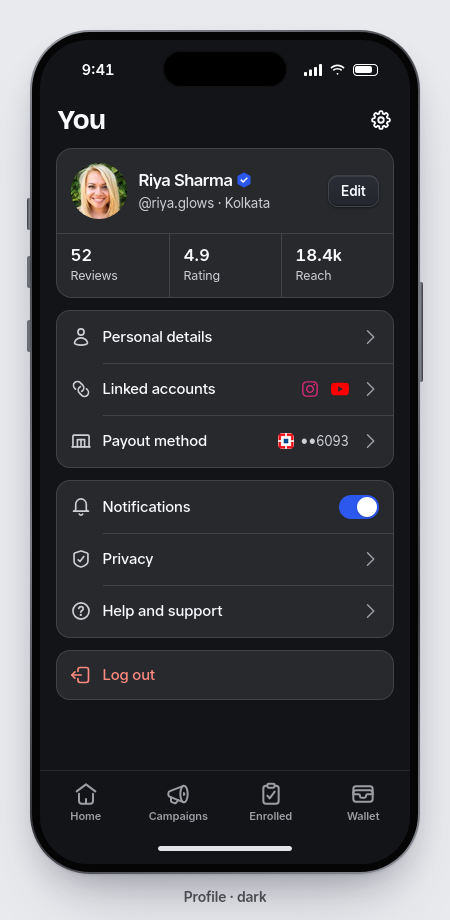 9:41
You
Riya Sharma
@riya.glows · Kolkata
Edit
52
Reviews
4.9
Rating
18.4k
Reach
Personal details
Linked accounts
Payout method
••6093
Notifications
Privacy
Help and support
Log out
Home
Campaigns
Enrolled
Wallet
Profile · dark